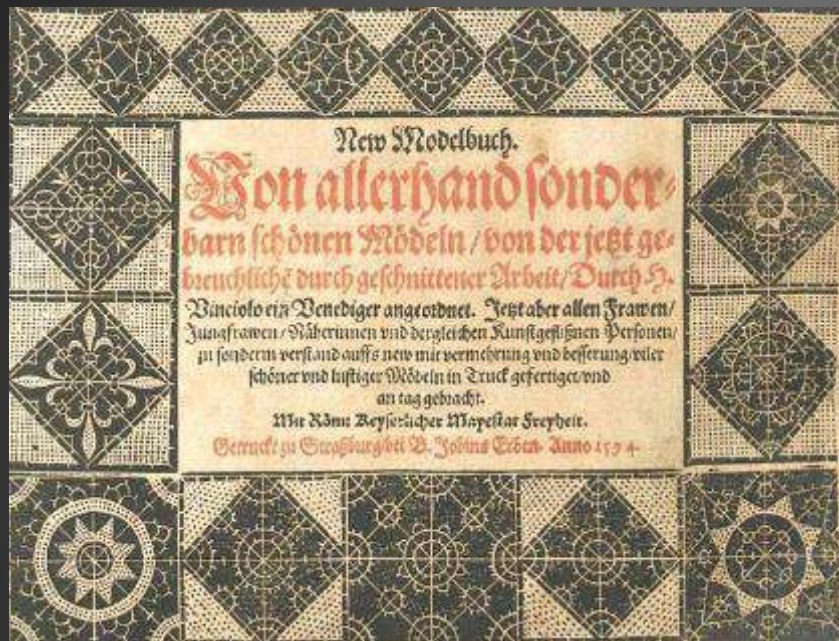 New Modelbuch.
Von allerhand sonder⸗
barn schönen Mödeln / von der jetzt ge⸗
breuchlichē durch geschnittener Arbeit / Durch H.
Vinciolo ein Venediger angeordnet. Jetzt aber allen Frawen /
Jungfrawen / Näherinnen vnd dergleichen Kunstgeflißnen Personen /
zu sonderm verstand auffs new mit vermehrung vnd besserung / viler
schöner vnd lustiger Mödeln in Truck gefertiget / vnd
an tag gebracht.
Mit Röm Keyserlicher Mayestat Freyheit.
Getruckt zu Straßburg bei B. Jobins Erben. Anno 1594.